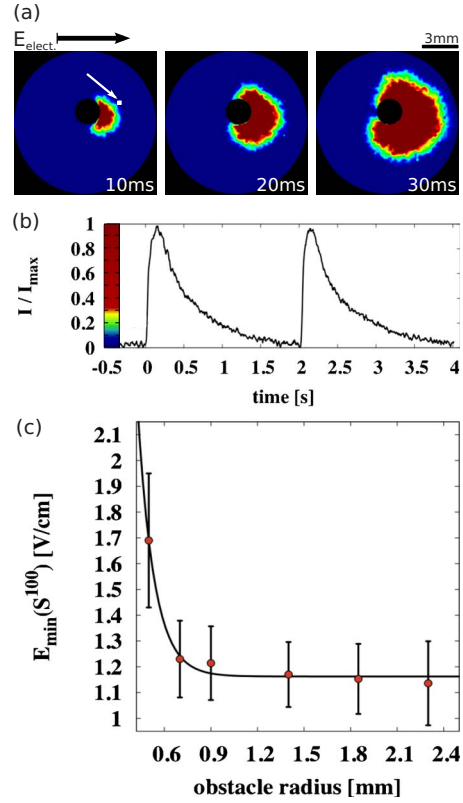 (a)
E_elect. 3mm
10ms 20ms 30ms
(b)
I / I_max
1
0.8
0.6
0.4
0.2
0
-0.5 0 0.5 1 1.5 2 2.5 3 3.5 4
time [s]
(c)
E_min(S^100) [V/cm]
2.1
2
1.9
1.8
1.7
1.6
1.5
1.4
1.3
1.2
1.1
1
0.6 0.9 1.2 1.5 1.8 2.1 2.4
obstacle radius [mm]